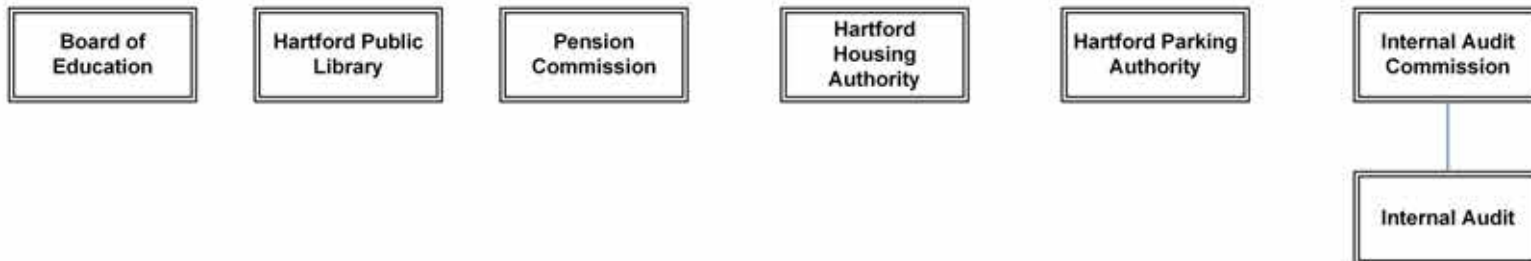 Board of
Education
Hartford Public
Library
Pension
Commission
Hartford
Housing
Authority
Hartford Parking
Authority
Internal Audit
Commission
Internal Audit